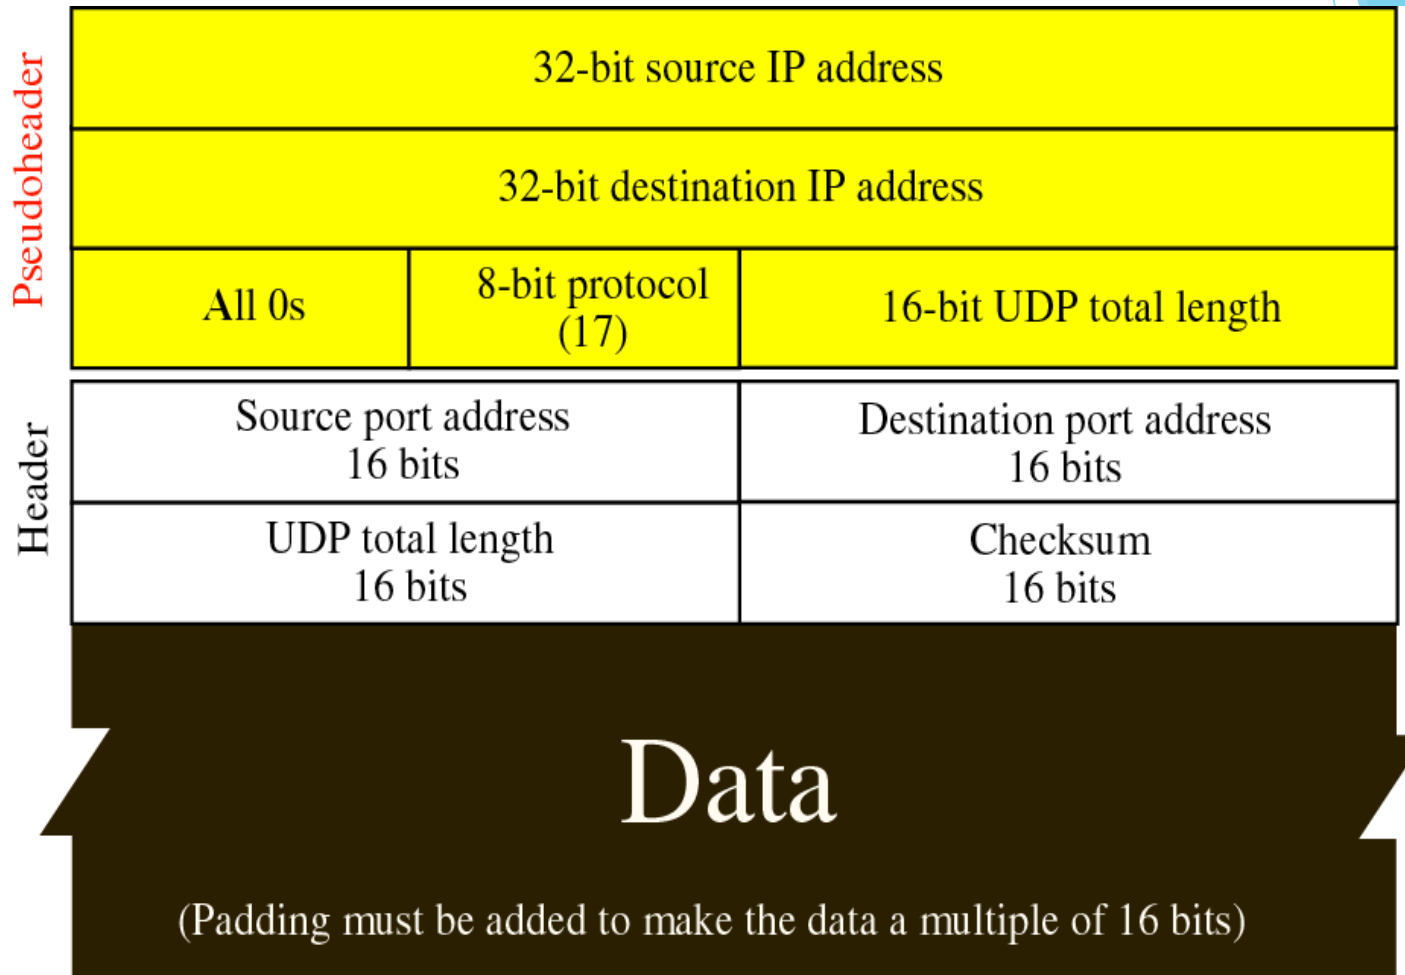 Pseudoheader
32-bit source IP address
32-bit destination IP address
All 0s
8-bit protocol
(17)
16-bit UDP total length
Header
Source port address
16 bits
Destination port address
16 bits
UDP total length
16 bits
Checksum
16 bits
Data
(Padding must be added to make the data a multiple of 16 bits)